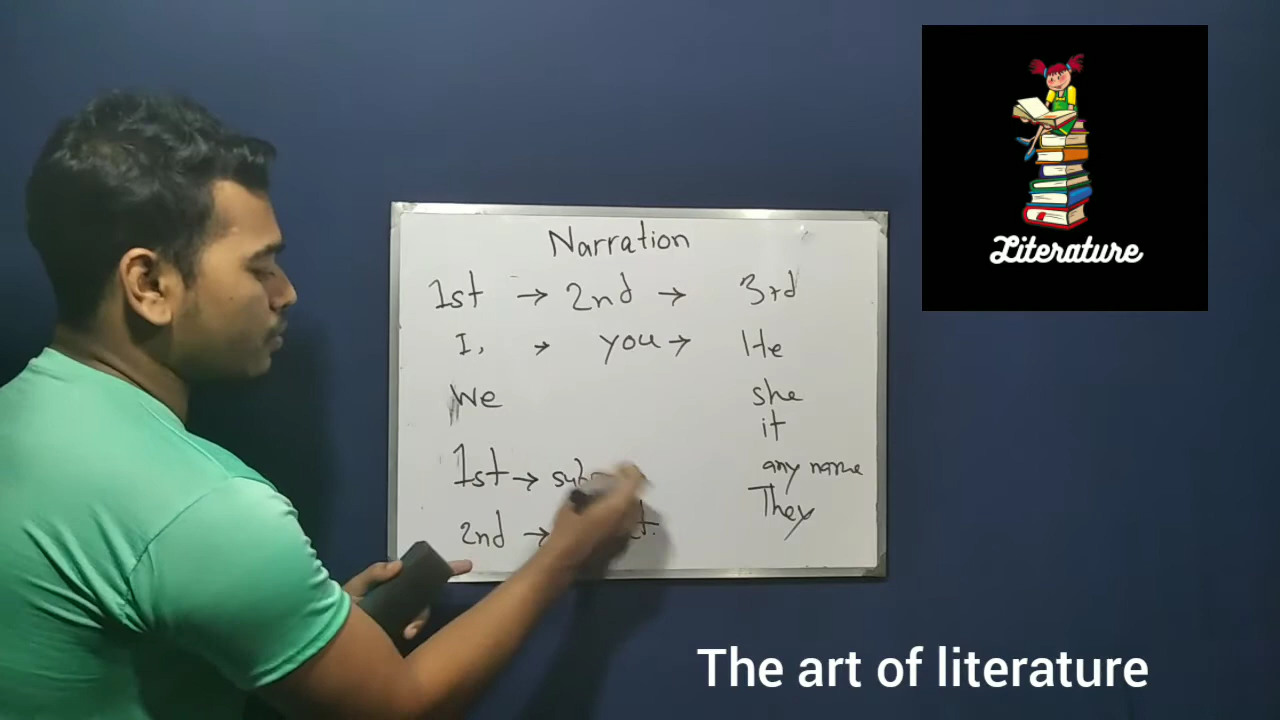 Narration
1st → 2nd → 3rd
I, → you → He
We she
it
1st → any name
2nd → They
Literature
The art of literature